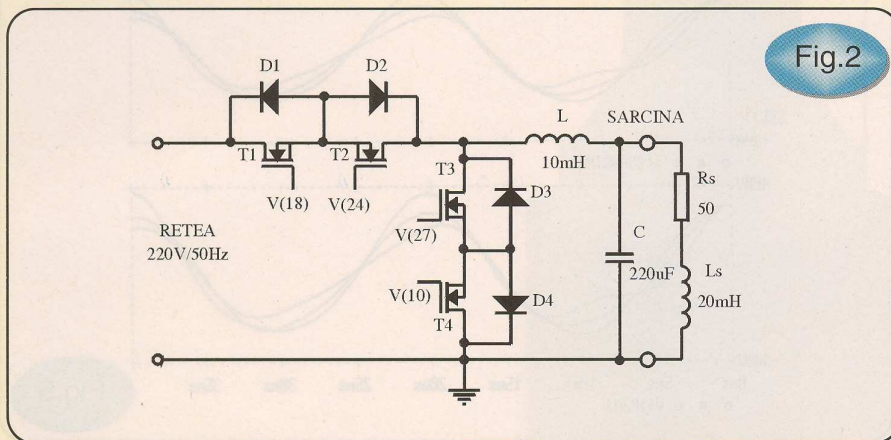 Fig.2
D1
D2
T1
T2
V(18)
V(24)
T3
D3
V(27)
V(10)
T4
D4
RETEA
220V/50Hz
L
10mH
SARCINA
Rs
50
C
220uF
Ls
20mH